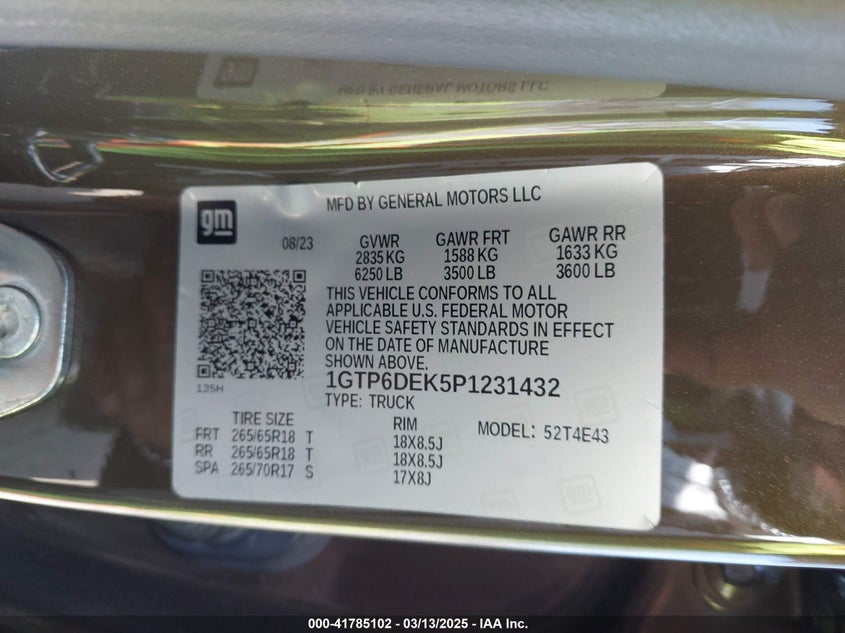 gm
MFD BY GENERAL MOTORS LLC
08/23
GVWR GAWR FRT GAWR RR
2835 KG 1588 KG 1633 KG
6250 LB 3500 LB 3600 LB
THIS VEHICLE CONFORMS TO ALL
APPLICABLE U.S. FEDERAL MOTOR
VEHICLE SAFETY STANDARDS IN EFFECT
ON THE DATE OF MANUFACTURE
SHOWN ABOVE.
135H
1GTP6DEK5P1231432
TYPE: TRUCK
TIRE SIZE RIM MODEL: 52T4E43
FRT 265/65R18 T 18X8.5J
RR 265/65R18 T 18X8.5J
SPA 265/70R17 S 17X8J
000-41785102 - 03/13/2025 - IAA, Inc.